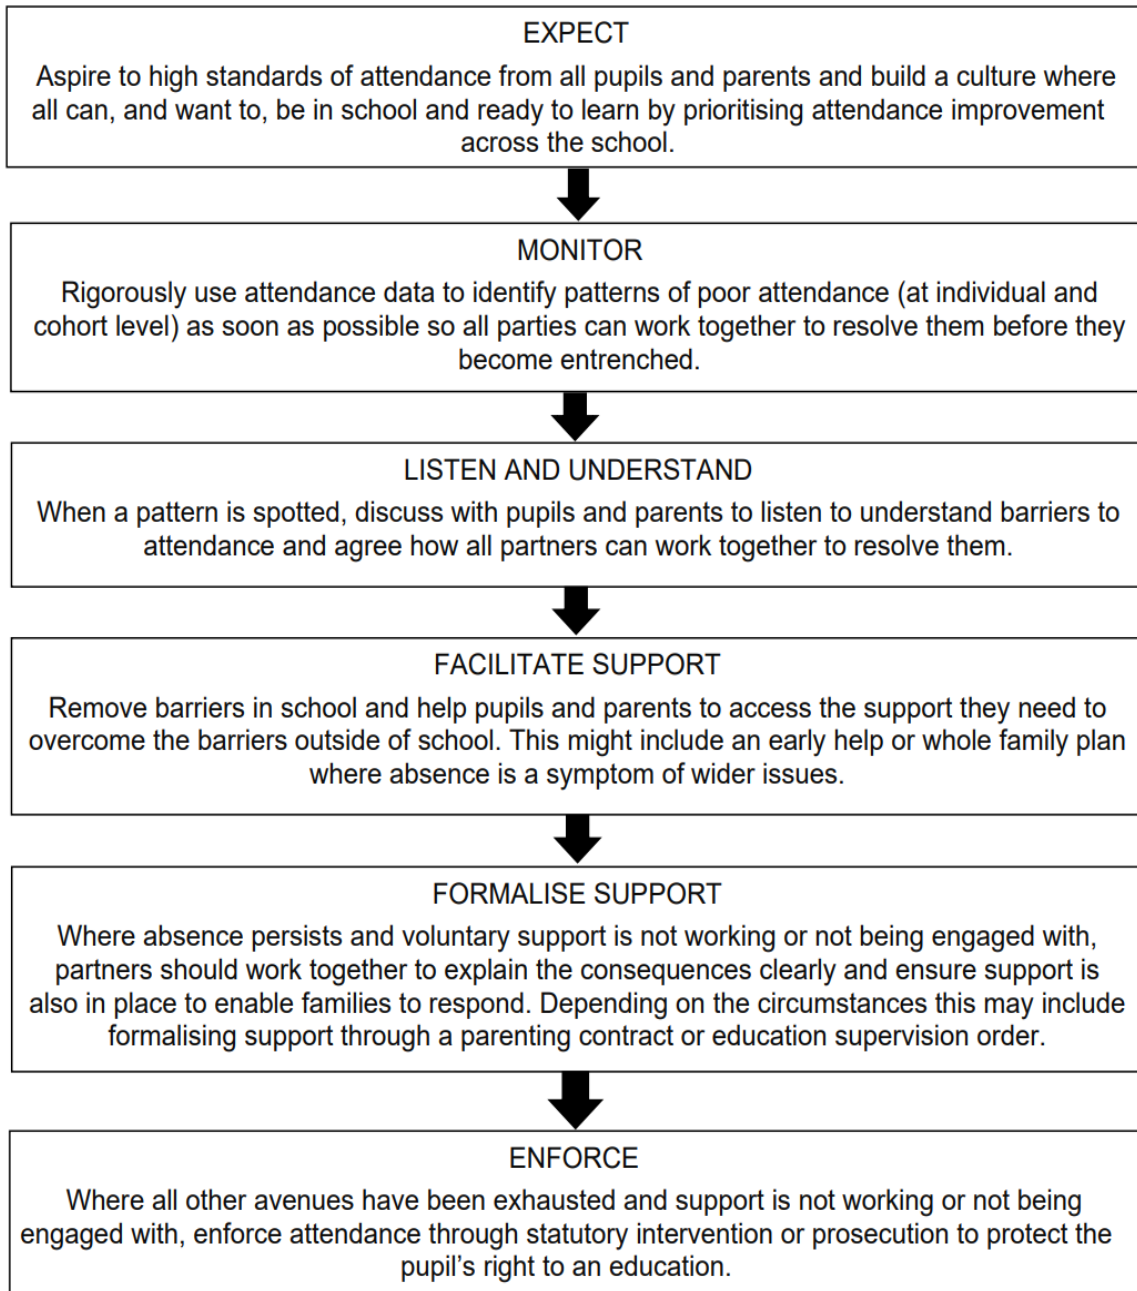 EXPECT
Aspire to high standards of attendance from all pupils and parents and build a culture where
all can, and want to, be in school and ready to learn by prioritising attendance improvement
across the school.
MONITOR
Rigorously use attendance data to identify patterns of poor attendance (at individual and
cohort level) as soon as possible so all parties can work together to resolve them before they
become entrenched.
LISTEN AND UNDERSTAND
When a pattern is spotted, discuss with pupils and parents to listen to understand barriers to
attendance and agree how all partners can work together to resolve them.
FACILITATE SUPPORT
Remove barriers in school and help pupils and parents to access the support they need to
overcome the barriers outside of school. This might include an early help or whole family plan
where absence is a symptom of wider issues.
FORMALISE SUPPORT
Where absence persists and voluntary support is not working or not being engaged with,
partners should work together to explain the consequences clearly and ensure support is
also in place to enable families to respond. Depending on the circumstances this may include
formalising support through a parenting contract or education supervision order.
ENFORCE
Where all other avenues have been exhausted and support is not working or not being
engaged with, enforce attendance through statutory intervention or prosecution to protect the
pupil’s right to an education.